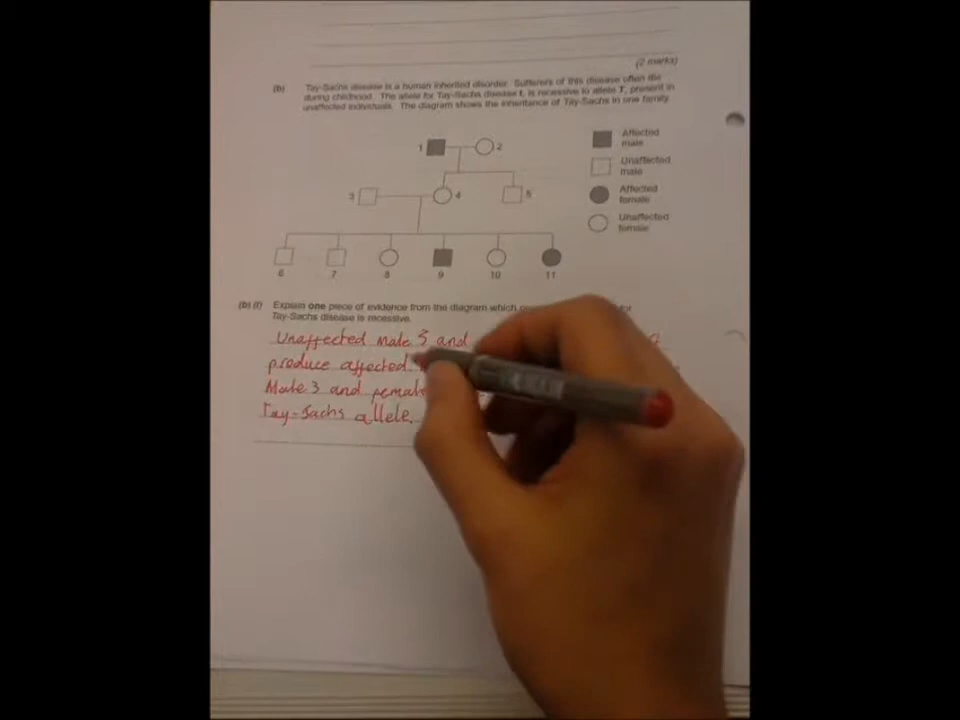 (2 marks)
(b) Tay-Sachs disease is a human inherited disorder. Sufferers of this disease often die
during childhood. The allele for Tay-Sachs disease t, is recessive to allele T, present in
unaffected individuals. The diagram shows the inheritance of Tay-Sachs in one family.
1 2
Affected
male
Unaffected
male
3 4 5
Affected
female
Unaffected
female
6 7 8 9 10 11
(b) (i) Explain one piece of evidence from the diagram which for
Tay-Sachs disease is recessive.
Unaffected male 3 and
produce affected
Male 3 and
Tay-Sachs allele.